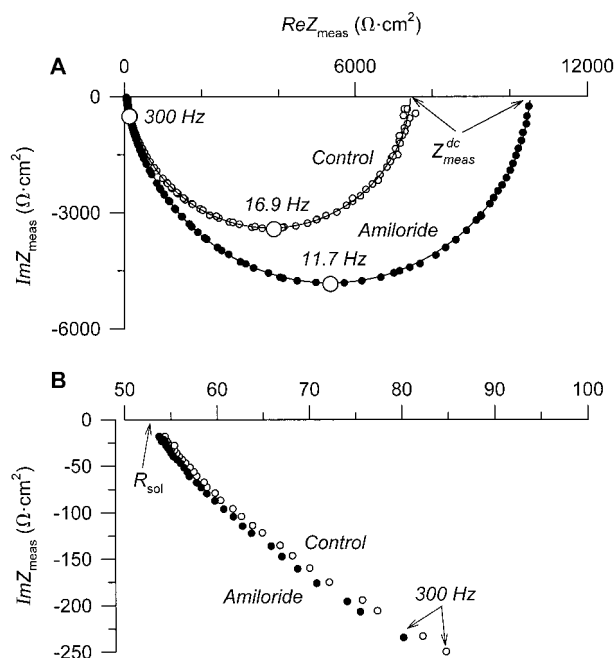 ReZmeas (Ω·cm²)
A
0 6000 12000
0
-3000
-6000
ImZmeas (Ω·cm²)
300 Hz
Control
Z^dc_meas
16.9 Hz
Amiloride
11.7 Hz
B
50 60 70 80 90 100
0
-50
-100
-150
-200
-250
ImZmeas (Ω·cm²)
Rsol
Control
Amiloride
300 Hz